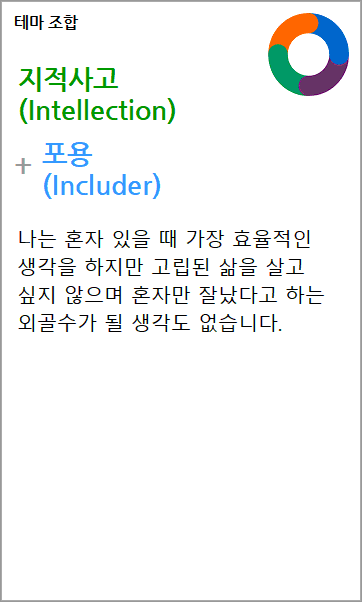 테마 조합
지적사고
(Intellection)
+ 포용
(Includer)
나는 혼자 있을 때 가장 효율적인
생각을 하지만 고립된 삶을 살고
싶지 않으며 혼자만 잘났다고 하는
외골수가 될 생각도 없습니다.